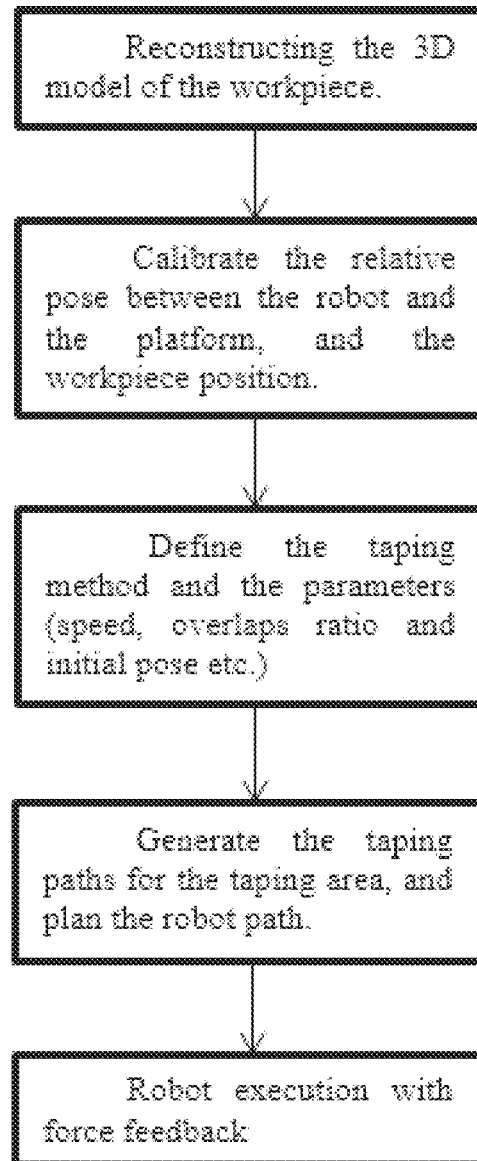 Reconstructing the 3D
model of the workpiece.
Calibrate the relative
pose between the robot and
the platform, and the
workpiece position.
Define the taping
method and the parameters
(speed, overlaps ratio and
initial pose etc.)
Generate the taping
paths for the taping area, and
plan the robot path.
Robot execution with
force feedback